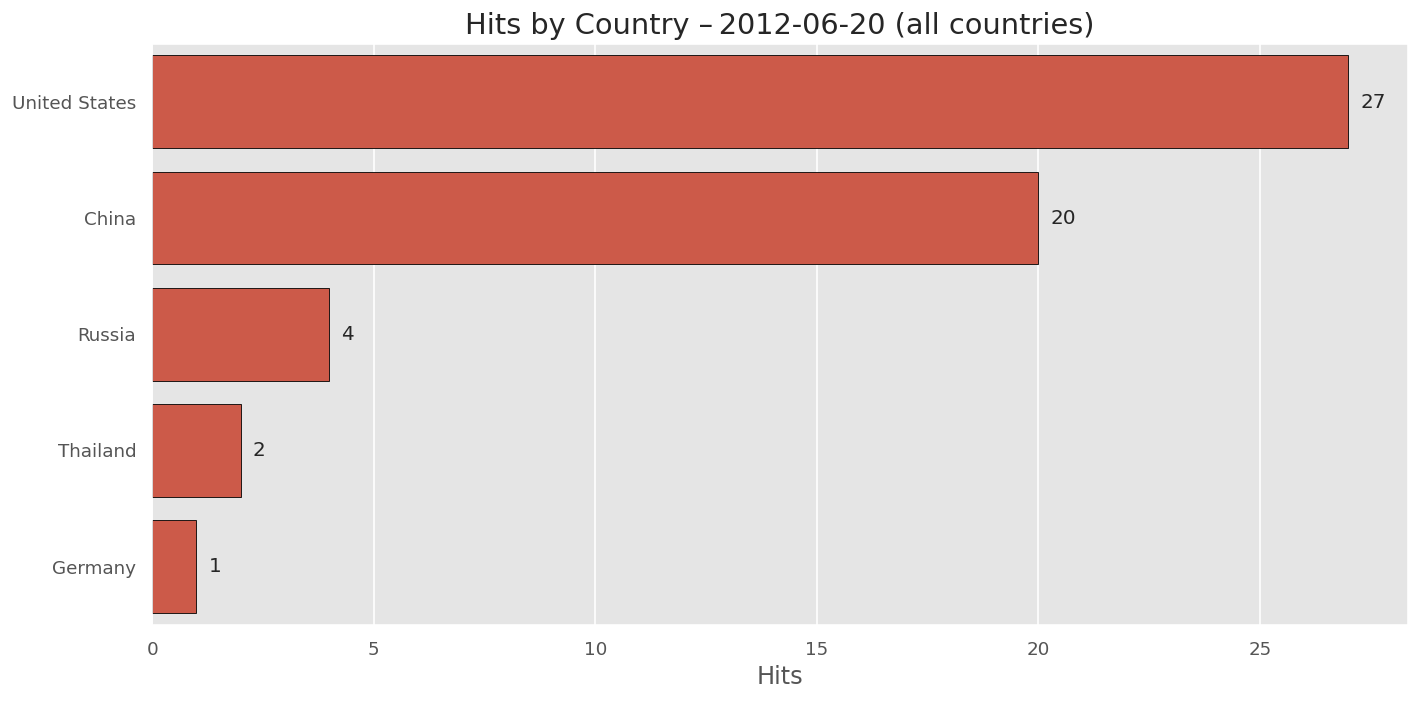 Hits by Country – 2012-06-20 (all countries)
United States 27
China 20
Russia 4
Thailand 2
Germany 1
0 5 10 15 20 25
Hits